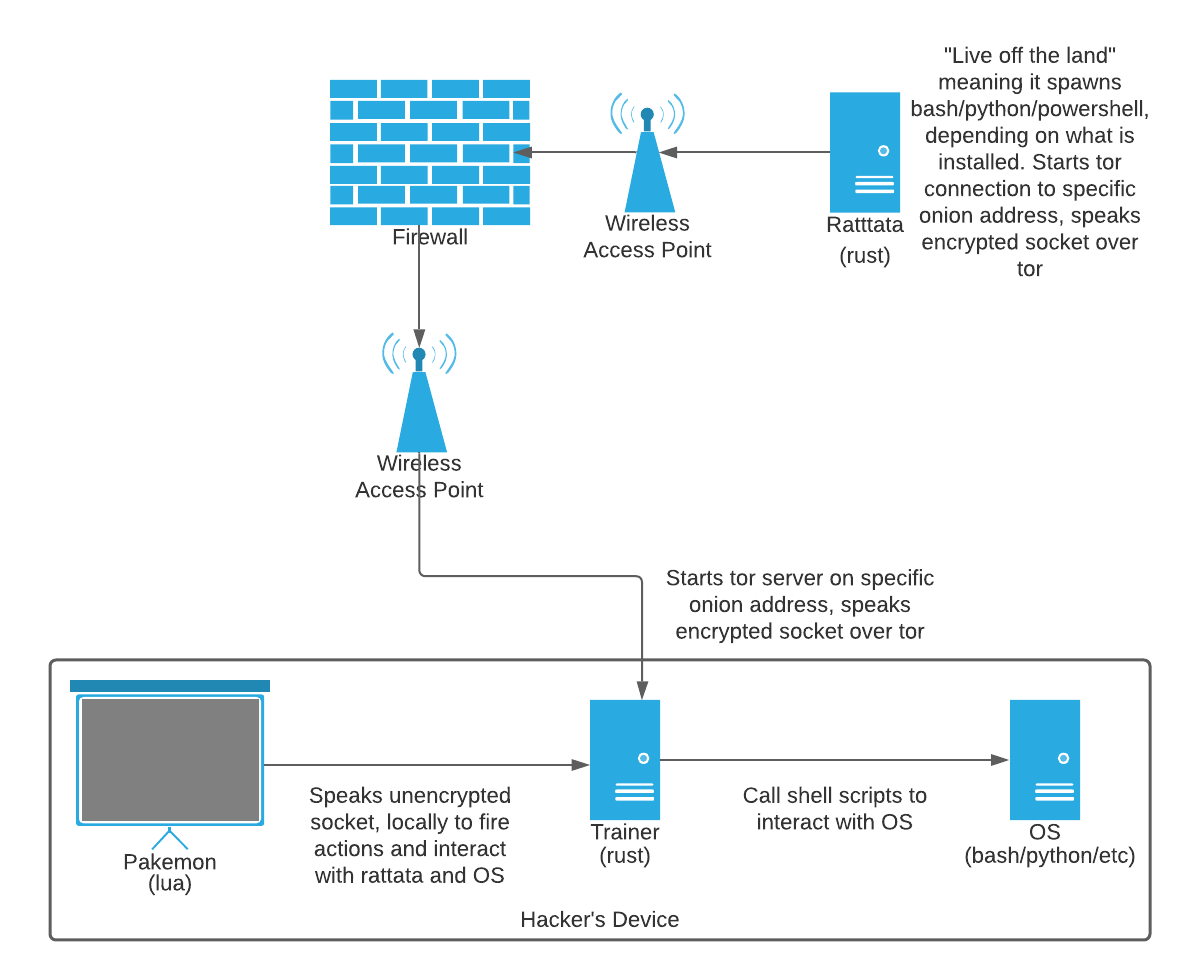 "Live off the land"
meaning it spawns
bash/python/powershell,
depending on what is
installed. Starts tor
connection to specific
onion address, speaks
encrypted socket over
tor
Firewall
Wireless
Access Point
Ratttata
(rust)
Wireless
Access Point
Starts tor server on specific
onion address, speaks
encrypted socket over tor
Pakemon
(lua)
Speaks unencrypted
socket, locally to fire
actions and interact
with rattata and OS
Trainer
(rust)
Call shell scripts to
interact with OS
OS
(bash/python/etc)
Hacker's Device